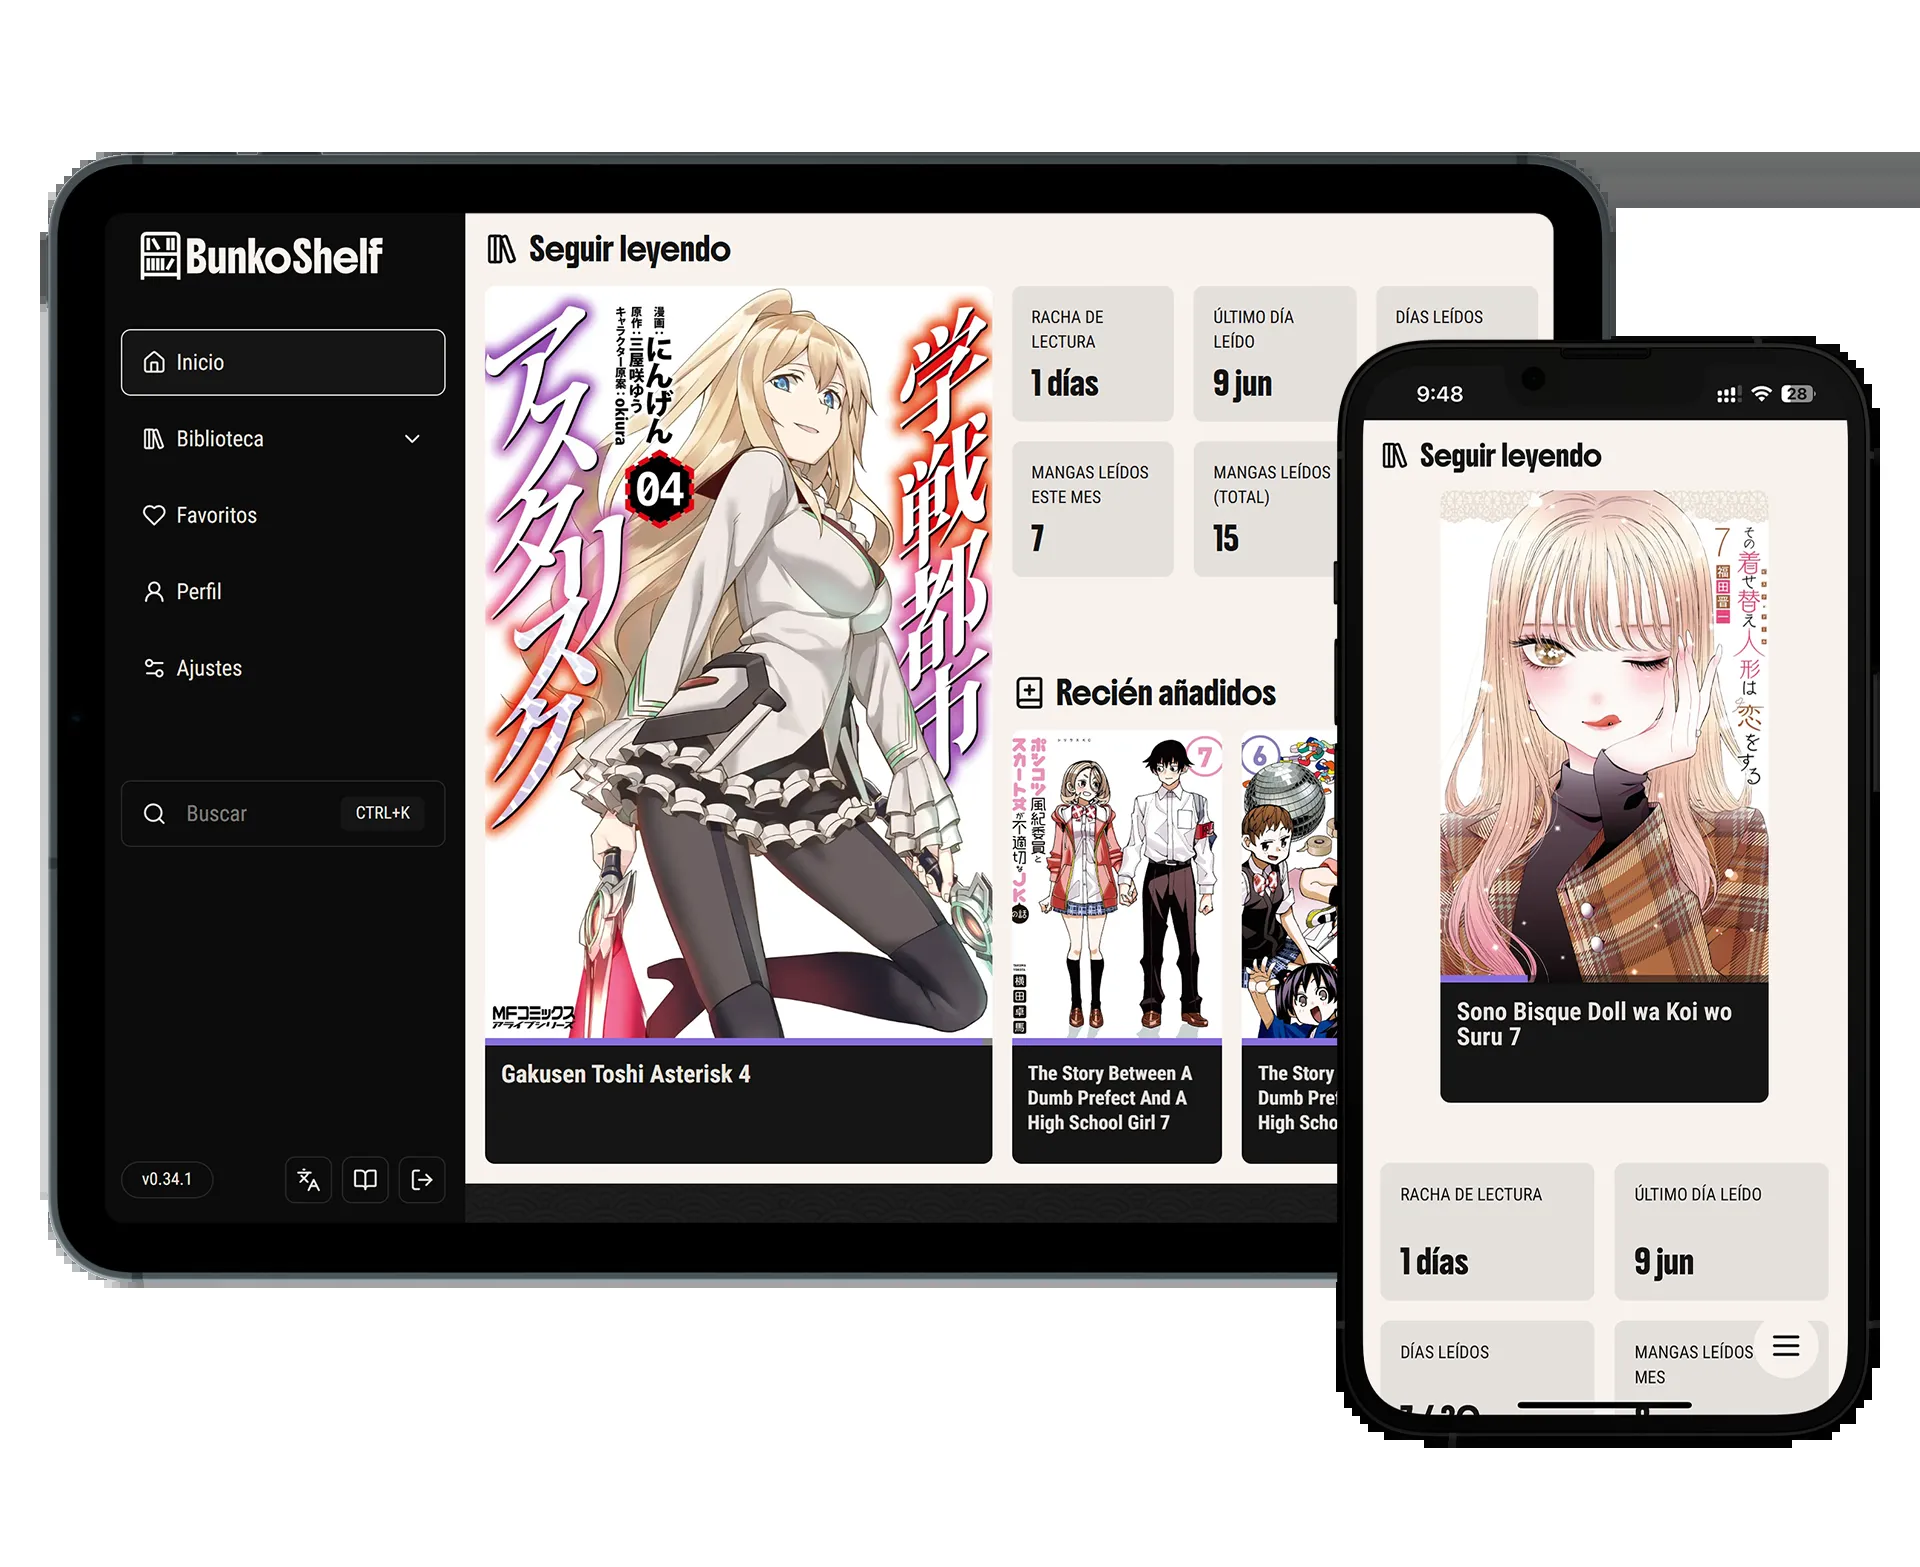 BunkoShelf
Inicio
Biblioteca
Favoritos
Perfil
Ajustes
Buscar
CTRL+K
v0.34.1
Seguir leyendo
アスタリスク
キャラクター原案：okiura
原作：三屋咲ゆう
漫画：にんげん
04
学戦都市
MFコミックス
アライブシリーズ
Gakusen Toshi Asterisk 4
RACHA DE
LECTURA
1 días
ÚLTIMO DÍA
LEÍDO
9 jun
DÍAS LEÍDOS
MANGAS LEÍDOS
ESTE MES
7
MANGAS LEÍDOS
(TOTAL)
15
Recién añadidos
ポンコツ風紀委員と
スカート丈が不適切なJKの話
7
横田卓馬
The Story Between A
Dumb Prefect And A
High School Girl 7
6
The Story
Dumb Pref
High Scho
9:48
28
Seguir leyendo
その着せ替え人形は恋をする
7
福田晋一
Sono Bisque Doll wa Koi wo
Suru 7
RACHA DE LECTURA
1 días
ÚLTIMO DÍA LEÍDO
9 jun
DÍAS LEÍDOS
MANGAS LEÍDOS
MES